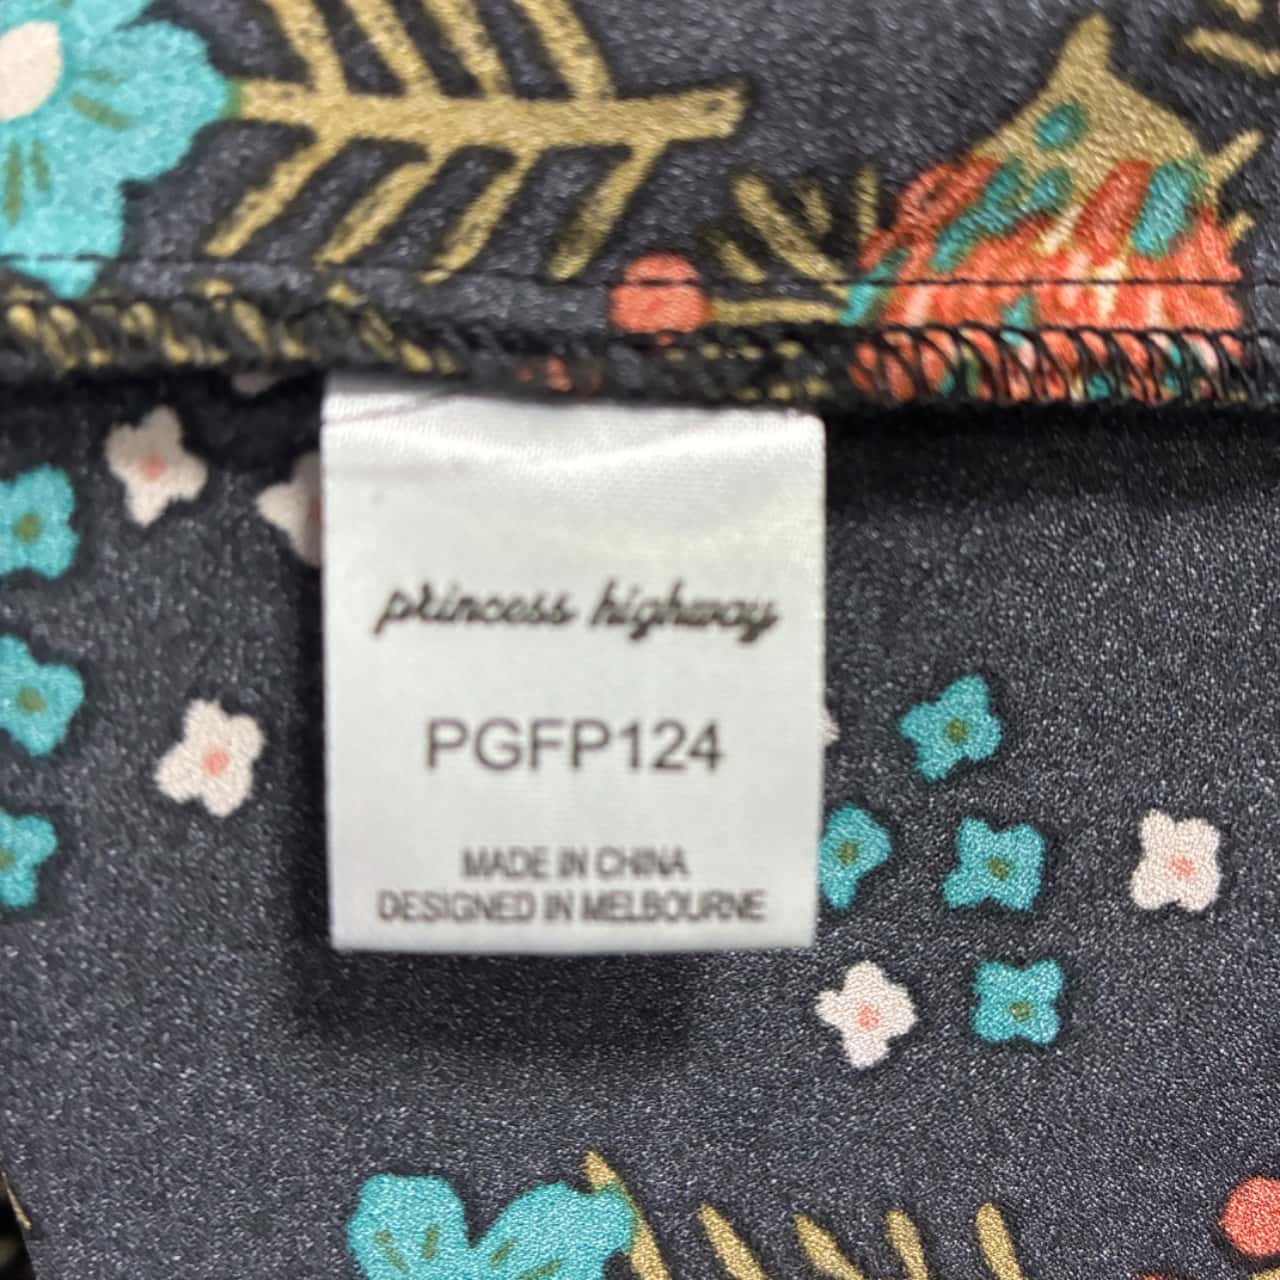 princess highway
PGFP124
MADE IN CHINA
DESIGNED IN MELBOURNE